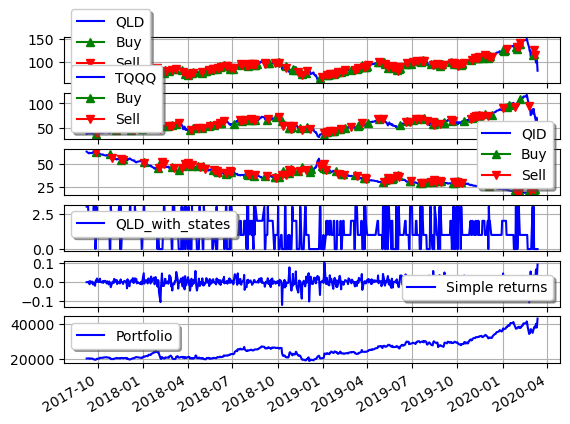 QLD
Buy
Sell
150
100
TQQQ
Buy
Sell
100
50
QID
Buy
Sell
50
25
QLD_with_states
2.5
0.0
0.1
0.0
−0.1
Simple returns
40000
20000
Portfolio
2017-10
2018-01
2018-04
2018-07
2018-10
2019-01
2019-04
2019-07
2019-10
2020-01
2020-04